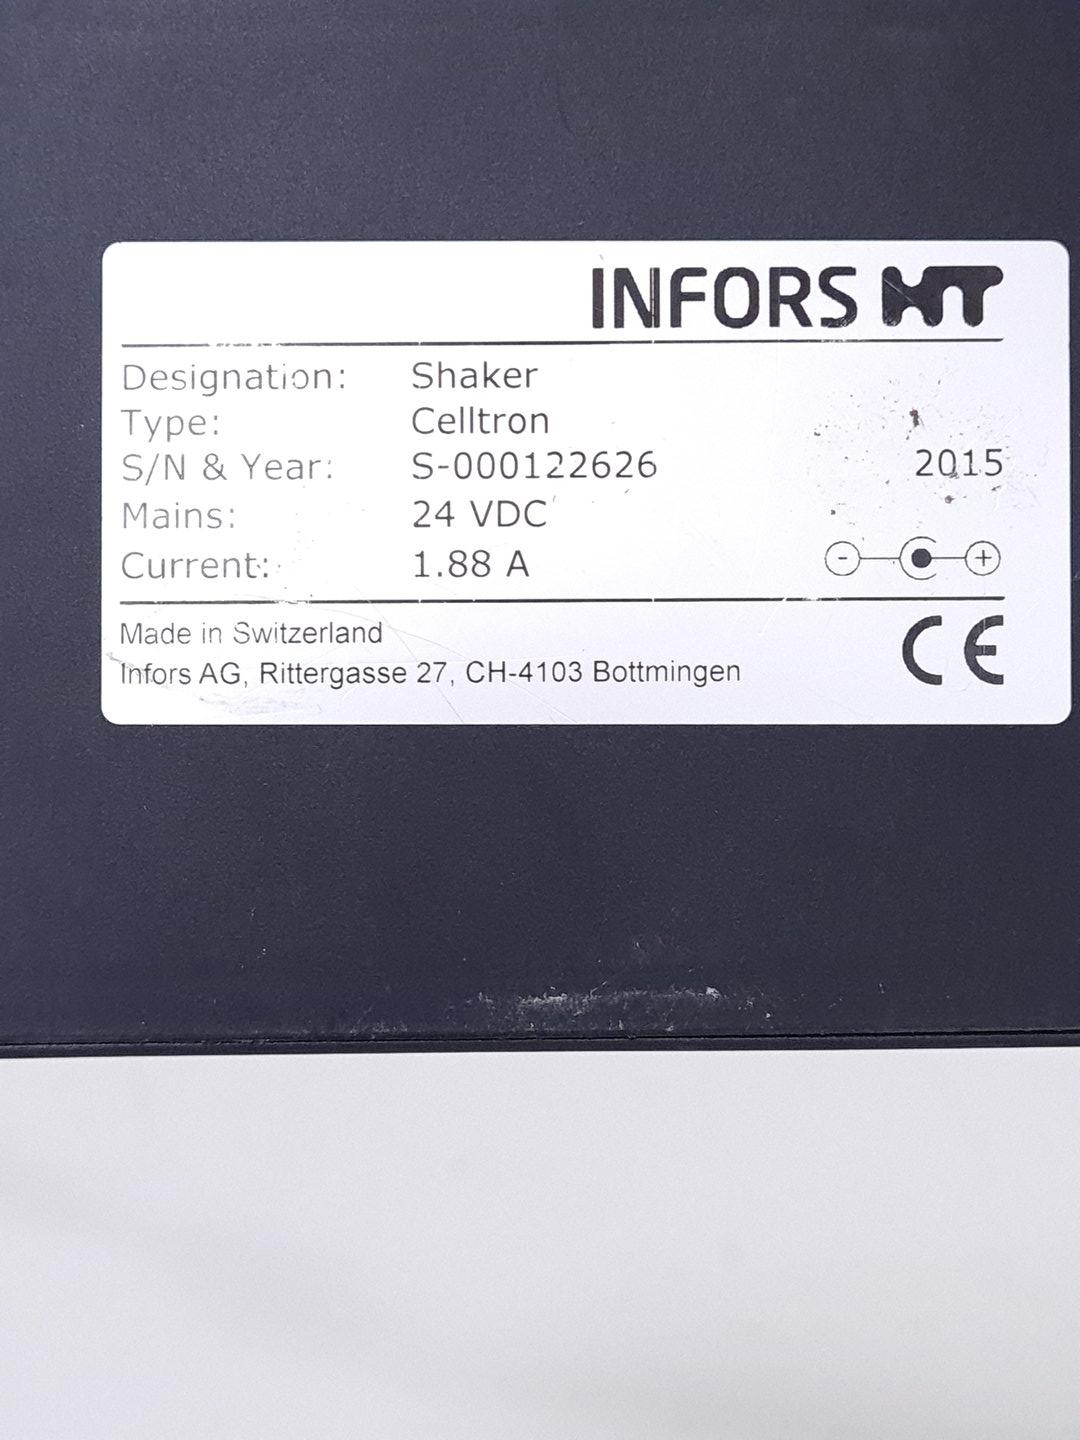 INFORS HT
Designation: Shaker
Type: Celltron
S/N & Year: S-000122626 2015
Mains: 24 VDC
Current: 1.88 A - +
Made in Switzerland
Infors AG, Rittergasse 27, CH-4103 Bottmingen
CE